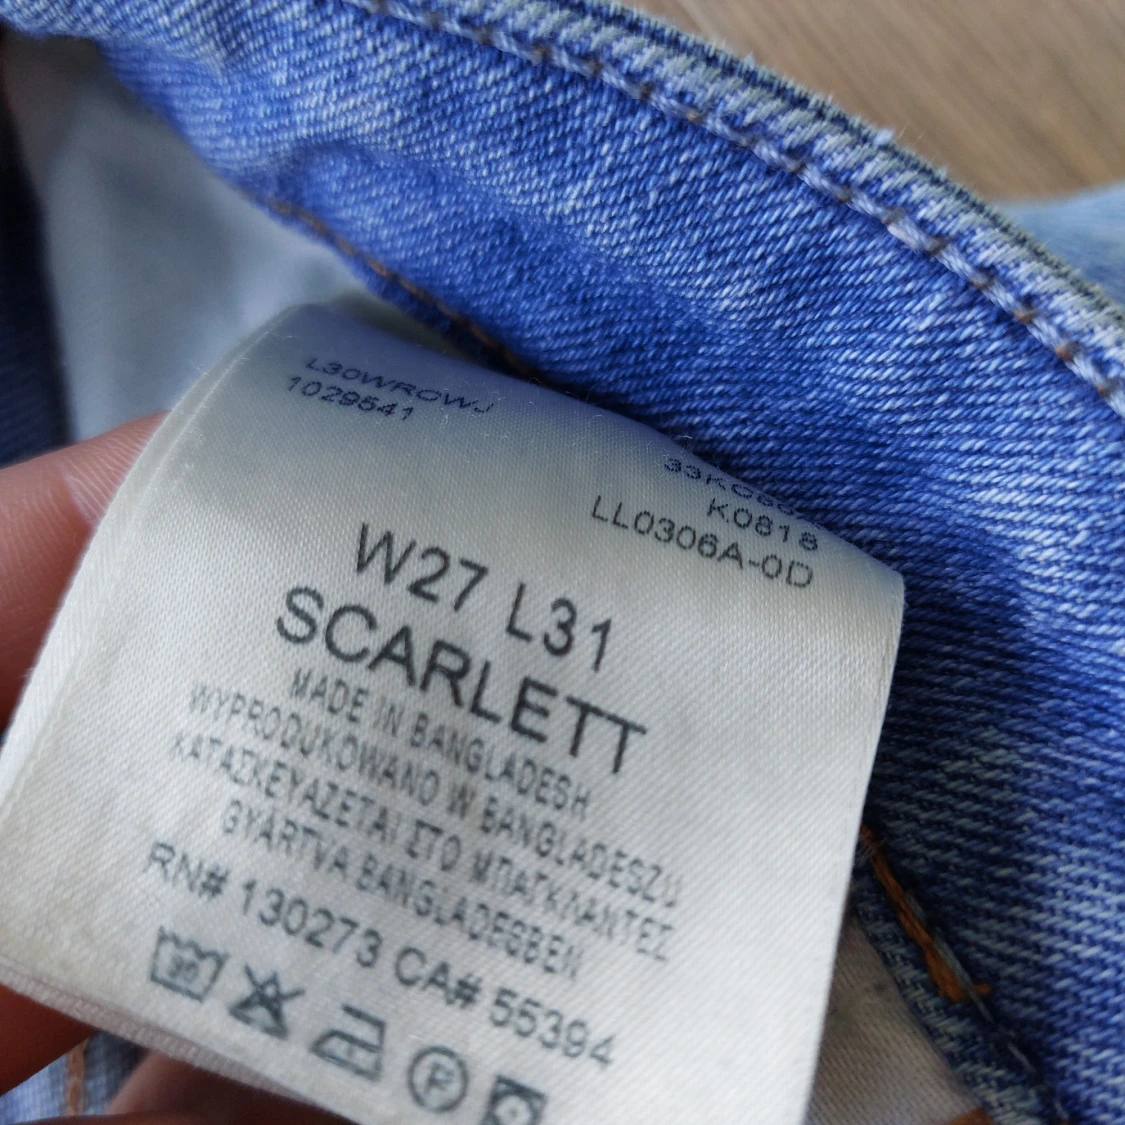 L30WROWJ
1029541
K0818
LL0306A-0D
W27 L31
SCARLETT
MADE IN BANGLADESH
WYPRODUKOWANO W BANGLADESZU
ΚΑΤΑΣΚΕΥΑΖΕΤΑΙ ΣΤΟ ΜΠΑΓΚΛΑΝΤΕΣ
GYÁRTVA BANGLADESBEN
RN# 130273 CA# 55394
30
P